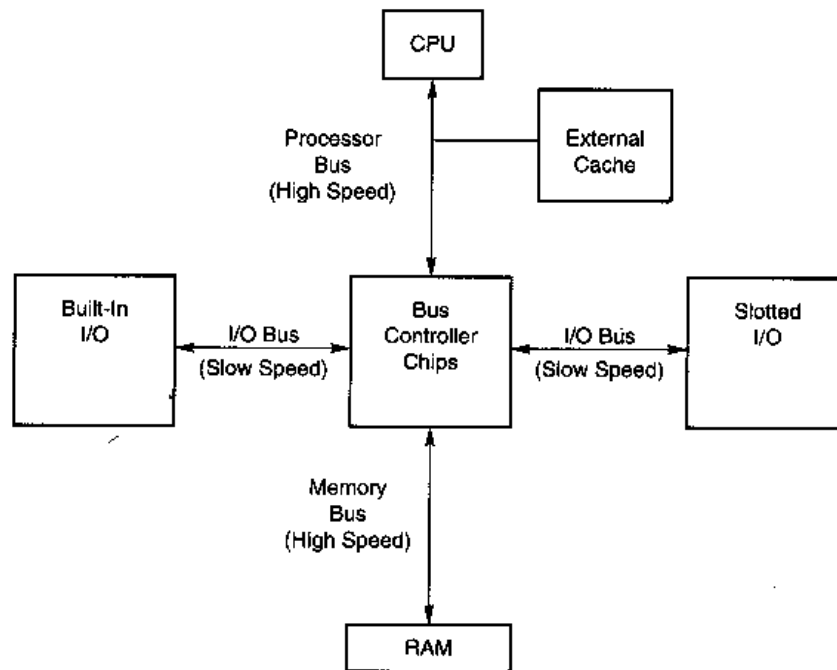 CPU
Processor
Bus
(High Speed)
External
Cache
Built-In
I/O
I/O Bus
(Slow Speed)
Bus
Controller
Chips
I/O Bus
(Slow Speed)
Slotted
I/O
Memory
Bus
(High Speed)
RAM